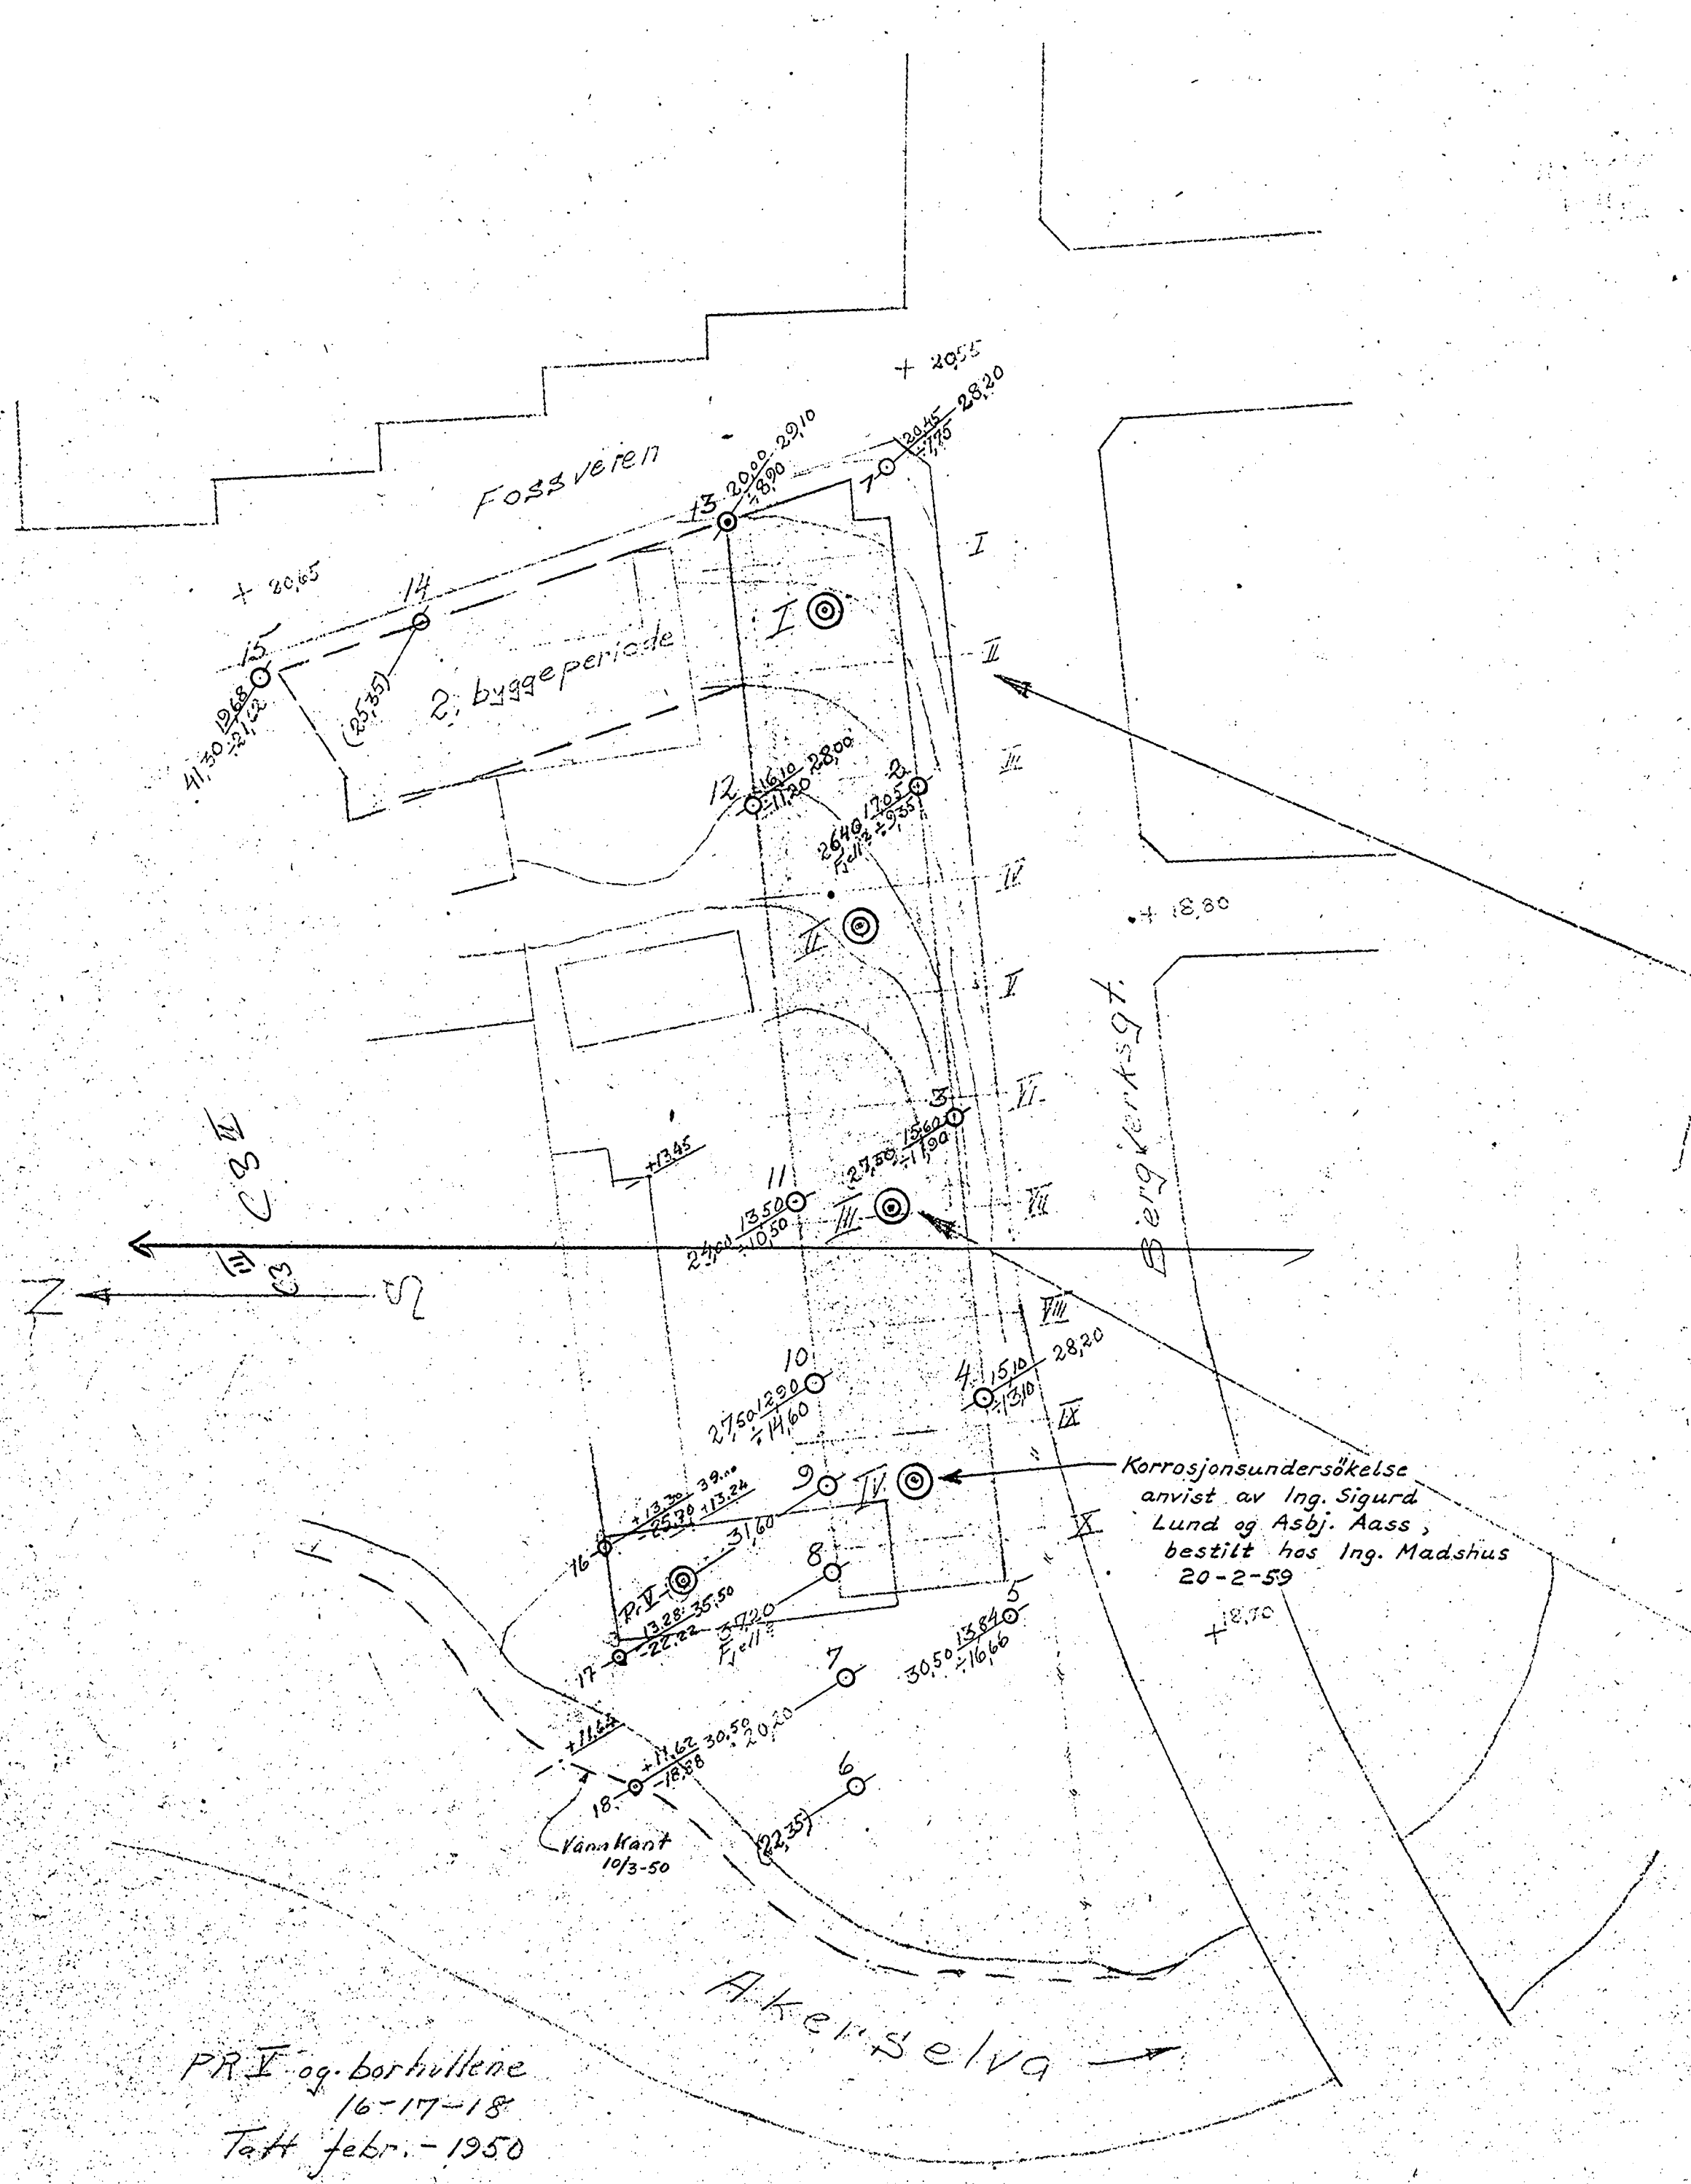 + 20,55
20,45 28,20
÷7,75
1
Fossveien
13 20,00 29,10
÷8,90
I
+ 20,65
14
I
15
II
2. byggeperiode
19,68
41,30 ÷21,62
(25,35)
III
12 16,10 28,00
÷11,20
2
17,05
26,40 ÷9,35
Fjell?
IV
+ 18,80
II
V
Bjergverksgt.
3
VI
15,60
27,50 ÷11,90
+13,45
11
13,50
24,00 ÷10,50
III
VII
N
S
VIII
10
12,90
27,50 ÷14,60
4 15,10 28,20
÷13,10
IX
9
IV
Korrosjonsundersökelse
anvist av Ing. Sigurd
Lund og Asbj. Aass,
bestilt hos Ing. Madshus
20-2-59
+13,30 39,00
-25,70 +13,24
16
31,60
X
8
Pr. V
13,28 35,50
-22,22
17
37,20
Fjell?
5
13,84
30,50 ÷16,66
+18,70
7
20,20
+11,64
+11,62 30,50
-18,88
18
6
(22,35)
Vannkant
10/3-50
Akerselva
PR V og borhullene
16-17-18
Tatt febr.-1950